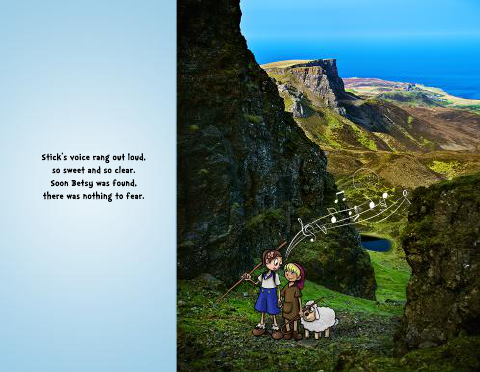 Stick's voice rang out loud,
so sweet and so clear.
Soon Betsy was found,
there was nothing to fear.